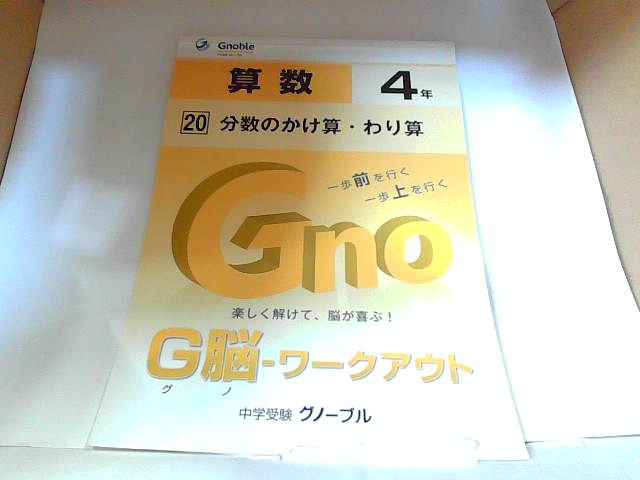 Gnoble
算数
4年
20 分数のかけ算・わり算
一歩前を行く
一歩上を行く
Gno
楽しく解けて、脳が喜ぶ！
G脳-ワークアウト
グノ
中学受験 グノーブル